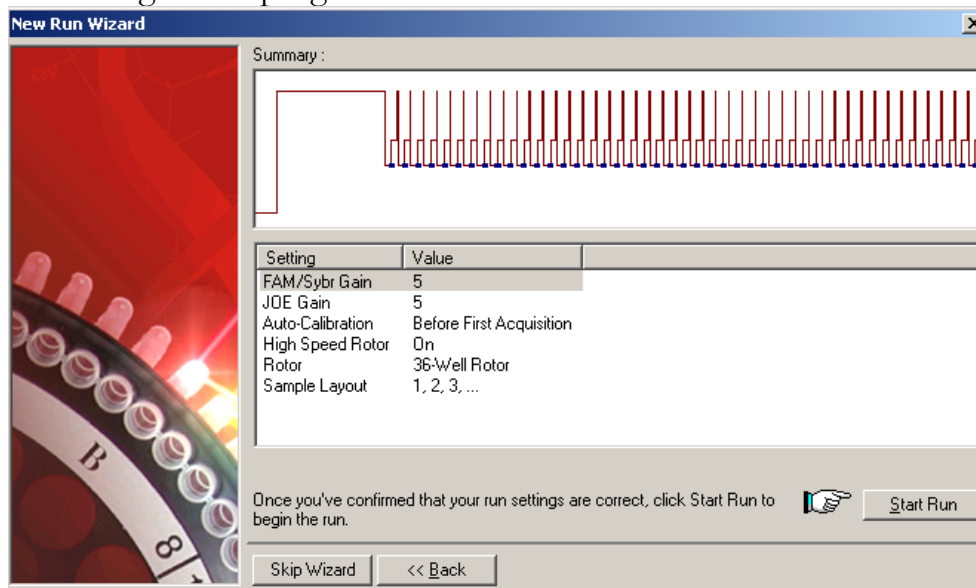 New Run Wizard
Summary :
Setting Value
FAM/Sybr Gain 5
JOE Gain 5
Auto-Calibration Before First Acquisition
High Speed Rotor On
Rotor 36-Well Rotor
Sample Layout 1, 2, 3, ...
B
8
Once you've confirmed that your run settings are correct, click Start Run to
begin the run.
Start Run
Skip Wizard << Back